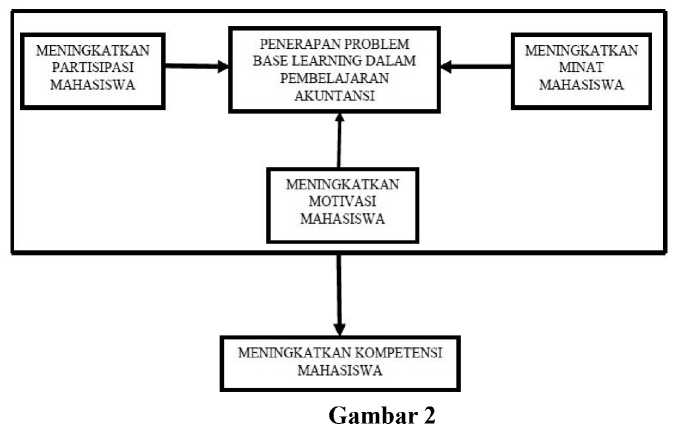 MENINGKATKAN
PARTISIPASI
MAHASISWA
PENERAPAN PROBLEM
BASE LEARNING DALAM
PEMBELAJARAN
AKUNTANSI
MENINGKATKAN
MINAT
MAHASISWA
MENINGKATKAN
MOTIVASI
MAHASISWA
MENINGKATKAN KOMPETENSI
MAHASISWA
Gambar 2